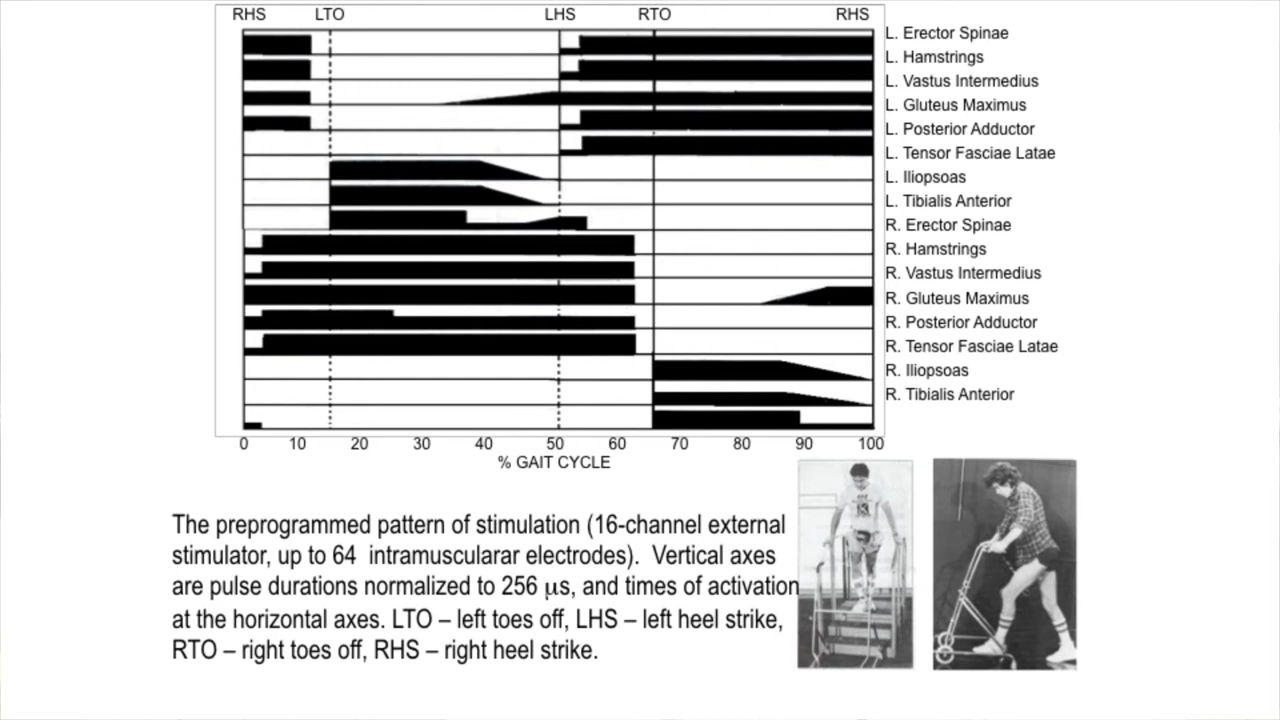 RHS LTO LHS RTO RHS
L. Erector Spinae
L. Hamstrings
L. Vastus Intermedius
L. Gluteus Maximus
L. Posterior Adductor
L. Tensor Fasciae Latae
L. Iliopsoas
L. Tibialis Anterior
R. Erector Spinae
R. Hamstrings
R. Vastus Intermedius
R. Gluteus Maximus
R. Posterior Adductor
R. Tensor Fasciae Latae
R. Iliopsoas
R. Tibialis Anterior
0 10 20 30 40 50 60 70 80 90 100
% GAIT CYCLE
The preprogrammed pattern of stimulation (16-channel external
stimulator, up to 64 intramuscularar electrodes). Vertical axes
are pulse durations normalized to 256 μs, and times of activation
at the horizontal axes. LTO – left toes off, LHS – left heel strike,
RTO – right toes off, RHS – right heel strike.